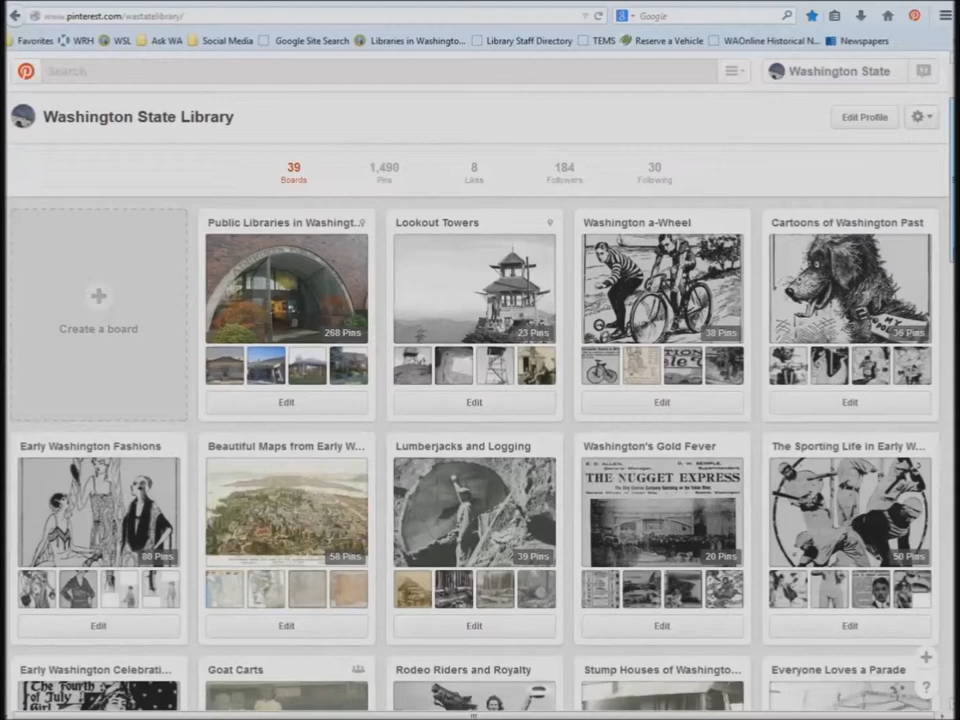 www.pinterest.com/wastatelibrary/
Google
Favorites WRH WSL Ask WA Social Media Google Site Search Libraries in Washingto... Library Staff Directory TEMS Reserve a Vehicle WAOnline Historical N... Newspapers
Search
Washington State
Washington State Library
Edit Profile
39 1,490 8 184 30
Boards Pins Likes Followers Following
Create a board
Public Libraries in Washingt...
268 Pins
Edit
Lookout Towers
23 Pins
Edit
Washington a-Wheel
38 Pins
Edit
Cartoons of Washington Past
36 Pins
Edit
Early Washington Fashions
80 Pins
Edit
Beautiful Maps from Early W...
58 Pins
Edit
Lumberjacks and Logging
39 Pins
Edit
Washington's Gold Fever
THE NUGGET EXPRESS
20 Pins
Edit
The Sporting Life in Early W...
50 Pins
Edit
Early Washington Celebrati...
The Fourth
of July
Goat Carts
Rodeo Riders and Royalty
Stump Houses of Washingto...
Everyone Loves a Parade